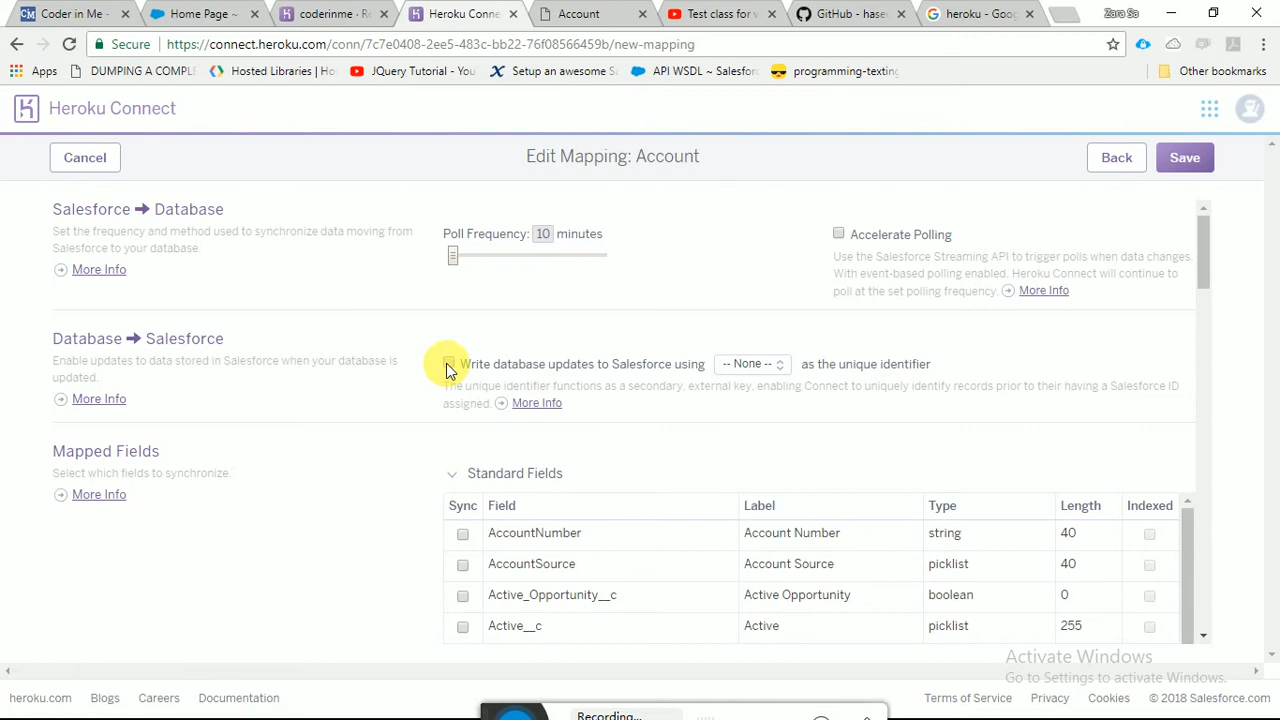 Coder in Me -
Home Page ~
coderinme - Re
Heroku Conne
Account
Test class for v
GitHub - hased
heroku - Goog
Zara Sa
Secure
https://connect.heroku.com/conn/7c7e0408-2ee5-483c-bb22-76f08566459b/new-mapping
Apps
DUMPING A COMPLE
Hosted Libraries | Ho
JQuery Tutorial - You
Setup an awesome S
API WSDL ~ Salesfor
programming-texting
Other bookmarks
Heroku Connect
Cancel
Edit Mapping: Account
Back
Save
Salesforce ➔ Database
Set the frequency and method used to synchronize data moving from
Salesforce to your database.
More Info
Poll Frequency: 10 minutes
Accelerate Polling
Use the Salesforce Streaming API to trigger polls when data changes.
With event-based polling enabled, Heroku Connect will continue to
poll at the set polling frequency. More Info
Database ➔ Salesforce
Enable updates to data stored in Salesforce when your database is
updated.
More Info
Write database updates to Salesforce using -- None -- as the unique identifier
The unique identifier functions as a secondary, external key, enabling Connect to uniquely identify records prior to their having a Salesforce ID
assigned. More Info
Mapped Fields
Select which fields to synchronize.
More Info
Standard Fields
Sync Field Label Type Length Indexed
AccountNumber Account Number string 40
AccountSource Account Source picklist 40
Active_Opportunity__c Active Opportunity boolean 0
Active__c Active picklist 255
Activate Windows
Go to Settings to activate Windows.
heroku.com Blogs Careers Documentation
Terms of Service Privacy Cookies © 2018 Salesforce.com
Recording...